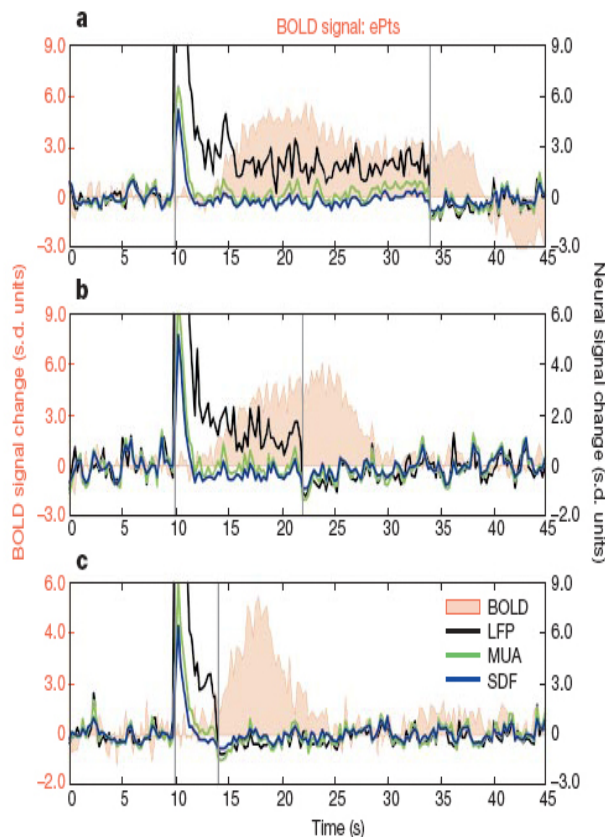 a
BOLD signal: ePts
9.0
6.0
3.0
0
–3.0
9.0
6.0
3.0
0
–3.0
0 5 10 15 20 25 30 35 40 45
b
9.0
6.0
3.0
0
–3.0
6.0
4.0
2.0
0
–2.0
0 5 10 15 22 25 30 35 40 45
BOLD signal change (s.d. units)
Neural signal change (s.d. units)
c
6.0
4.0
3.0
0
–2.0
9.0
6.0
3.0
0
–3.0
BOLD
LFP
MUA
SDF
0 5 10 14 22 25 30 35 40 45
Time (s)